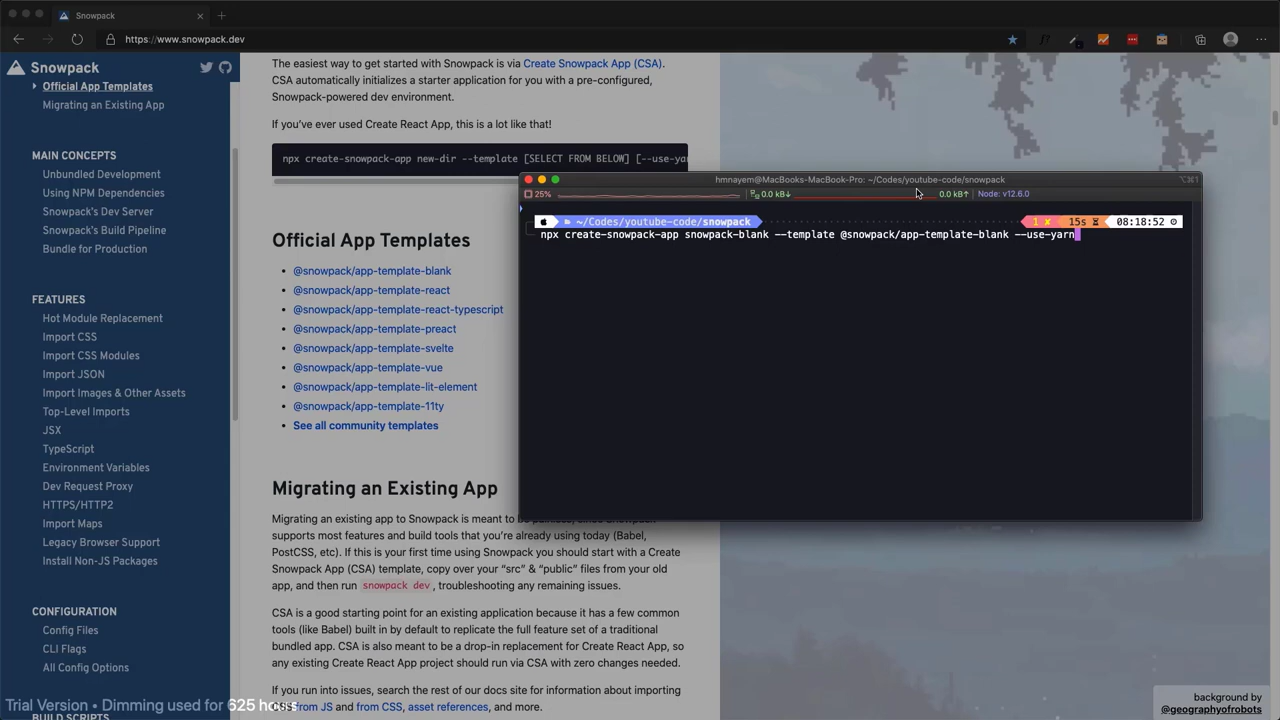 Snowpack
https://www.snowpack.dev
Snowpack
Official App Templates
Migrating an Existing App
MAIN CONCEPTS
Unbundled Development
Using NPM Dependencies
Snowpack's Dev Server
Snowpack's Build Pipeline
Bundle for Production
FEATURES
Hot Module Replacement
Import CSS
Import CSS Modules
Import JSON
Import Images & Other Assets
Top-Level Imports
JSX
TypeScript
Environment Variables
Dev Request Proxy
HTTPS/HTTP2
Import Maps
Legacy Browser Support
Install Non-JS Packages
CONFIGURATION
Config Files
CLI Flags
All Config Options
BUILD SCRIPTS
Trial Version • Dimming used for 625 hours
The easiest way to get started with Snowpack is via Create Snowpack App (CSA).
CSA automatically initializes a starter application for you with a pre-configured,
Snowpack-powered dev environment.
If you've ever used Create React App, this is a lot like that!
npx create-snowpack-app new-dir --template [SELECT FROM BELOW] [--use-yar
Official App Templates
@snowpack/app-template-blank
@snowpack/app-template-react
@snowpack/app-template-react-typescript
@snowpack/app-template-preact
@snowpack/app-template-svelte
@snowpack/app-template-vue
@snowpack/app-template-lit-element
@snowpack/app-template-11ty
See all community templates
Migrating an Existing App
Migrating an existing app to Snowpack is meant to be painless, since Snowpack
supports most features and build tools that you're already using today (Babel,
PostCSS, etc). If this is your first time using Snowpack you should start with a Create
Snowpack App (CSA) template, copy over your "src" & "public" files from your old
app, and then run snowpack dev, troubleshooting any remaining issues.
CSA is a good starting point for an existing application because it has a few common
tools (like Babel) built in by default to replicate the full feature set of a traditional
bundled app. CSA is also meant to be a drop-in replacement for Create React App, so
any existing Create React App project should run via CSA with zero changes needed.
If you run into issues, search the rest of our docs site for information about importing
from JS and from CSS, asset references, and more.
hmnayem@MacBooks-MacBook-Pro: ~/Codes/youtube-code/snowpack
⌥⌘1
25% 0.0 kB↓ 0.0 kB↑ Node: v12.6.0
~/Codes/youtube-code/snowpack 1 ✘ 15s 08:18:52
npx create-snowpack-app snowpack-blank --template @snowpack/app-template-blank --use-yarn
background by
@geographyofrobots